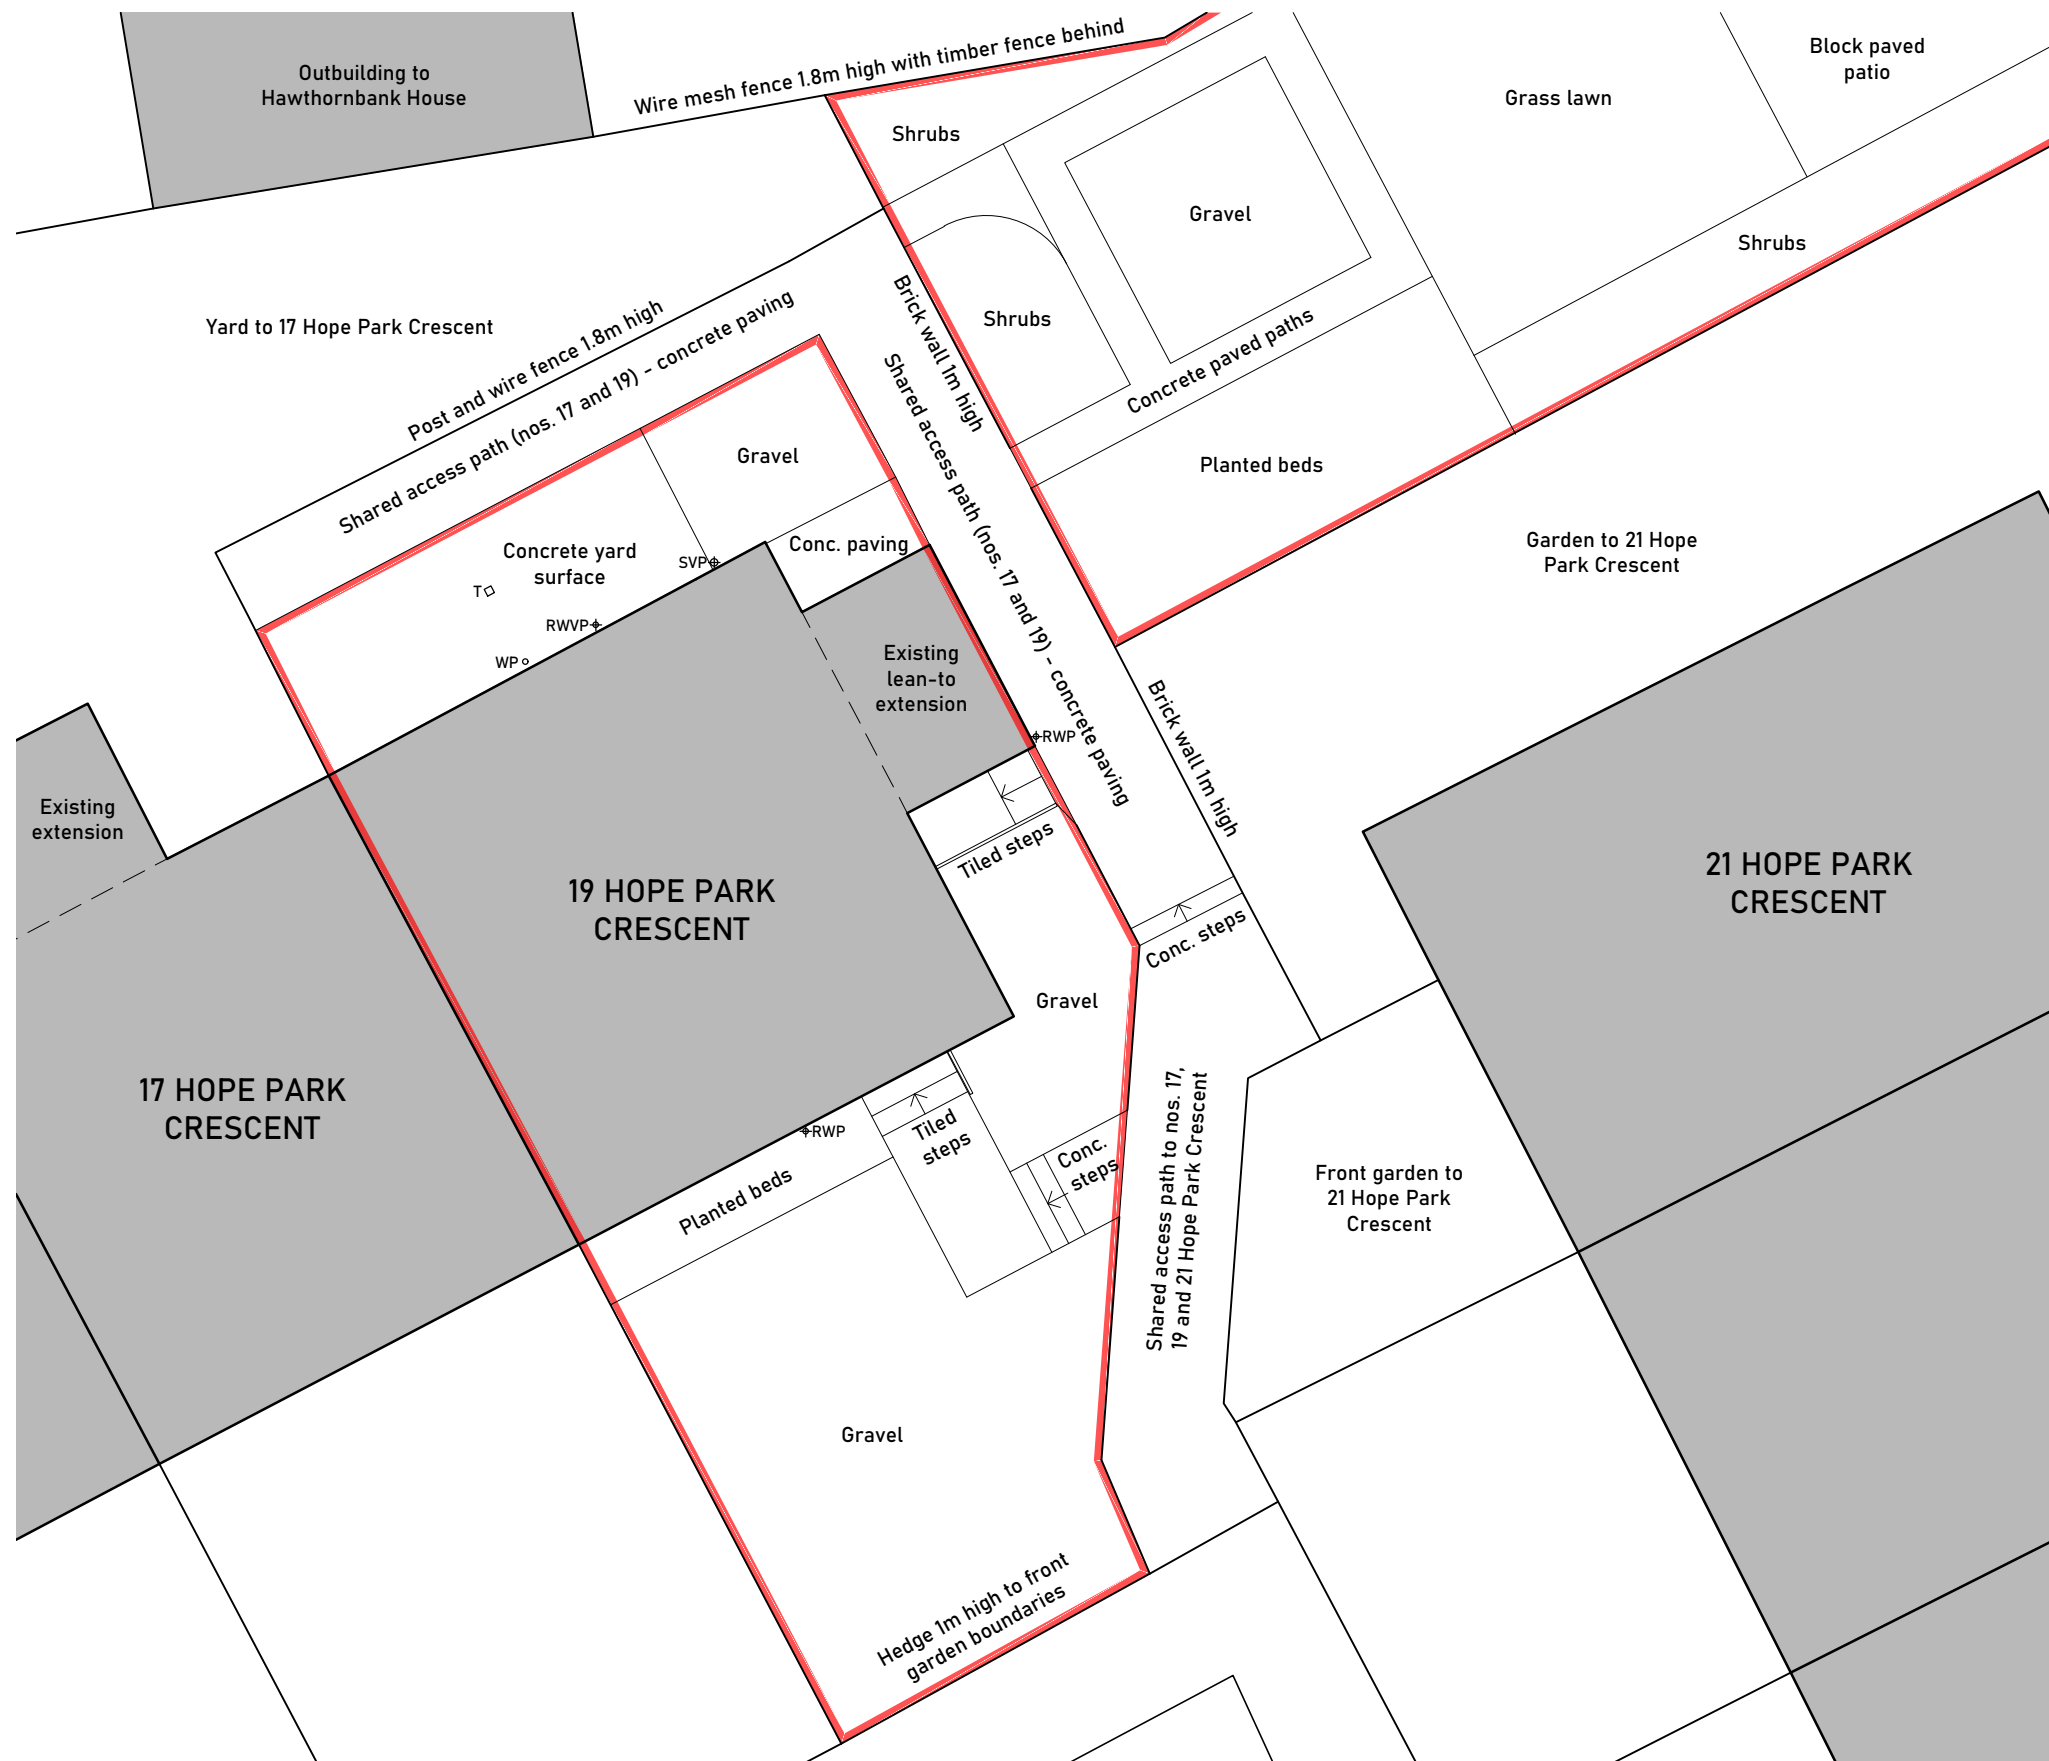 Outbuilding to
Hawthornbank House
Wire mesh fence 1.8m high with timber fence behind
Block paved
patio
Grass lawn
Shrubs
Gravel
Shrubs
Shrubs
Yard to 17 Hope Park Crescent
Post and wire fence 1.8m high
Shared access path (nos. 17 and 19) - concrete paving
Brick wall 1m high
Shared access path (nos. 17 and 19) - concrete paving
Concrete paved paths
Gravel
Planted beds
Conc. paving
Concrete yard
surface
SVP
T
RWVP
WP
Garden to 21 Hope
Park Crescent
Existing
lean-to
extension
RWP
Brick wall 1m high
Existing
extension
Tiled steps
19 HOPE PARK
CRESCENT
21 HOPE PARK
CRESCENT
Conc. steps
Gravel
17 HOPE PARK
CRESCENT
RWP
Tiled
steps
Conc.
steps
Planted beds
Shared access path to nos. 17,
19 and 21 Hope Park Crescent
Front garden to
21 Hope Park
Crescent
Gravel
Hedge 1m high to front
garden boundaries